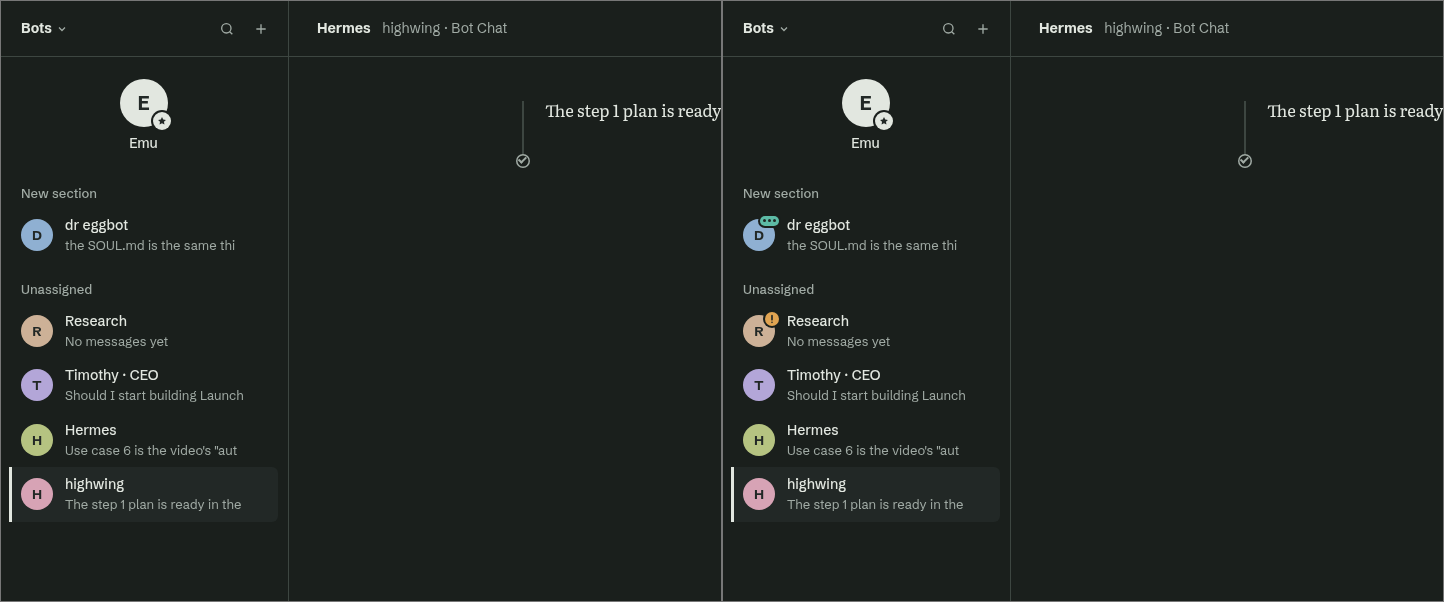 Bots
Hermes highwing · Bot Chat
E
Emu
New section
D
dr eggbot
the SOUL.md is the same thi
Unassigned
R
Research
No messages yet
T
Timothy · CEO
Should I start building Launch
H
Hermes
Use case 6 is the video's "aut
H
highwing
The step 1 plan is ready in the
The step 1 plan is ready
Bots
Hermes highwing · Bot Chat
E
Emu
New section
D
dr eggbot
the SOUL.md is the same thi
Unassigned
R
!
Research
No messages yet
T
Timothy · CEO
Should I start building Launch
H
Hermes
Use case 6 is the video's "aut
H
highwing
The step 1 plan is ready in the
The step 1 plan is ready